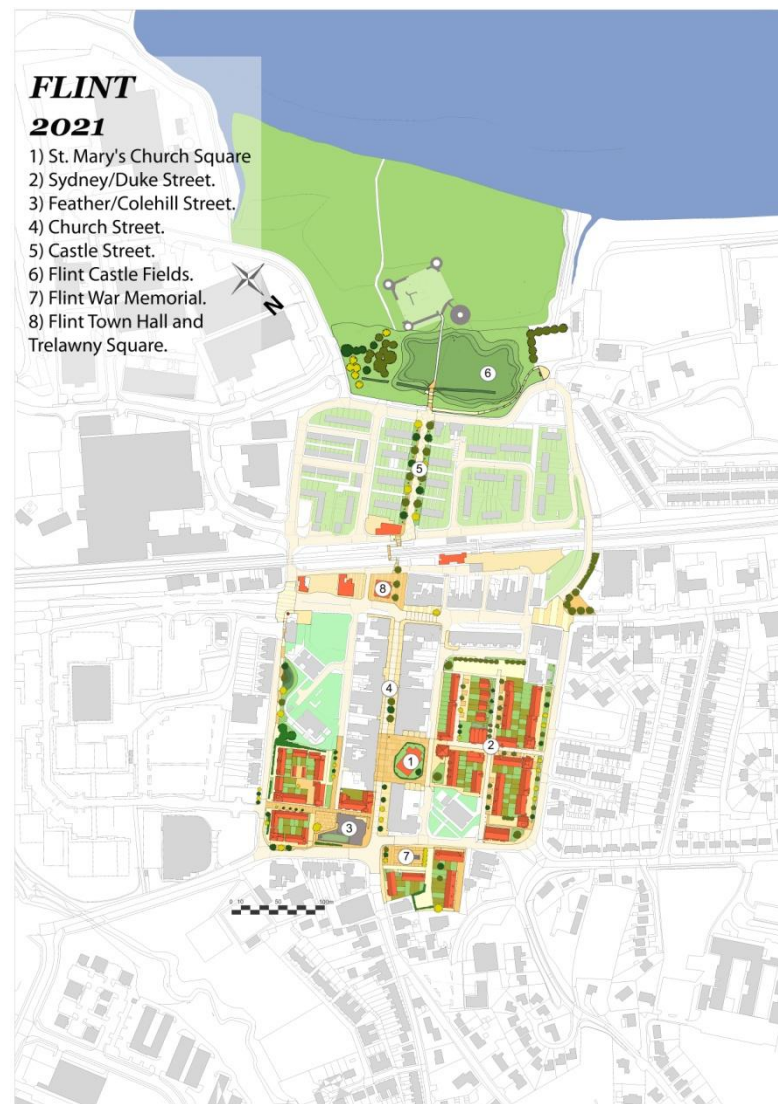 FLINT
2021
1) St. Mary's Church Square
2) Sydney/Duke Street.
3) Feather/Colehill Street.
4) Church Street.
5) Castle Street.
6) Flint Castle Fields.
7) Flint War Memorial.
8) Flint Town Hall and
Trelawny Square.
N
6
5
8
4
2
1
3
7
0 10 50 100m